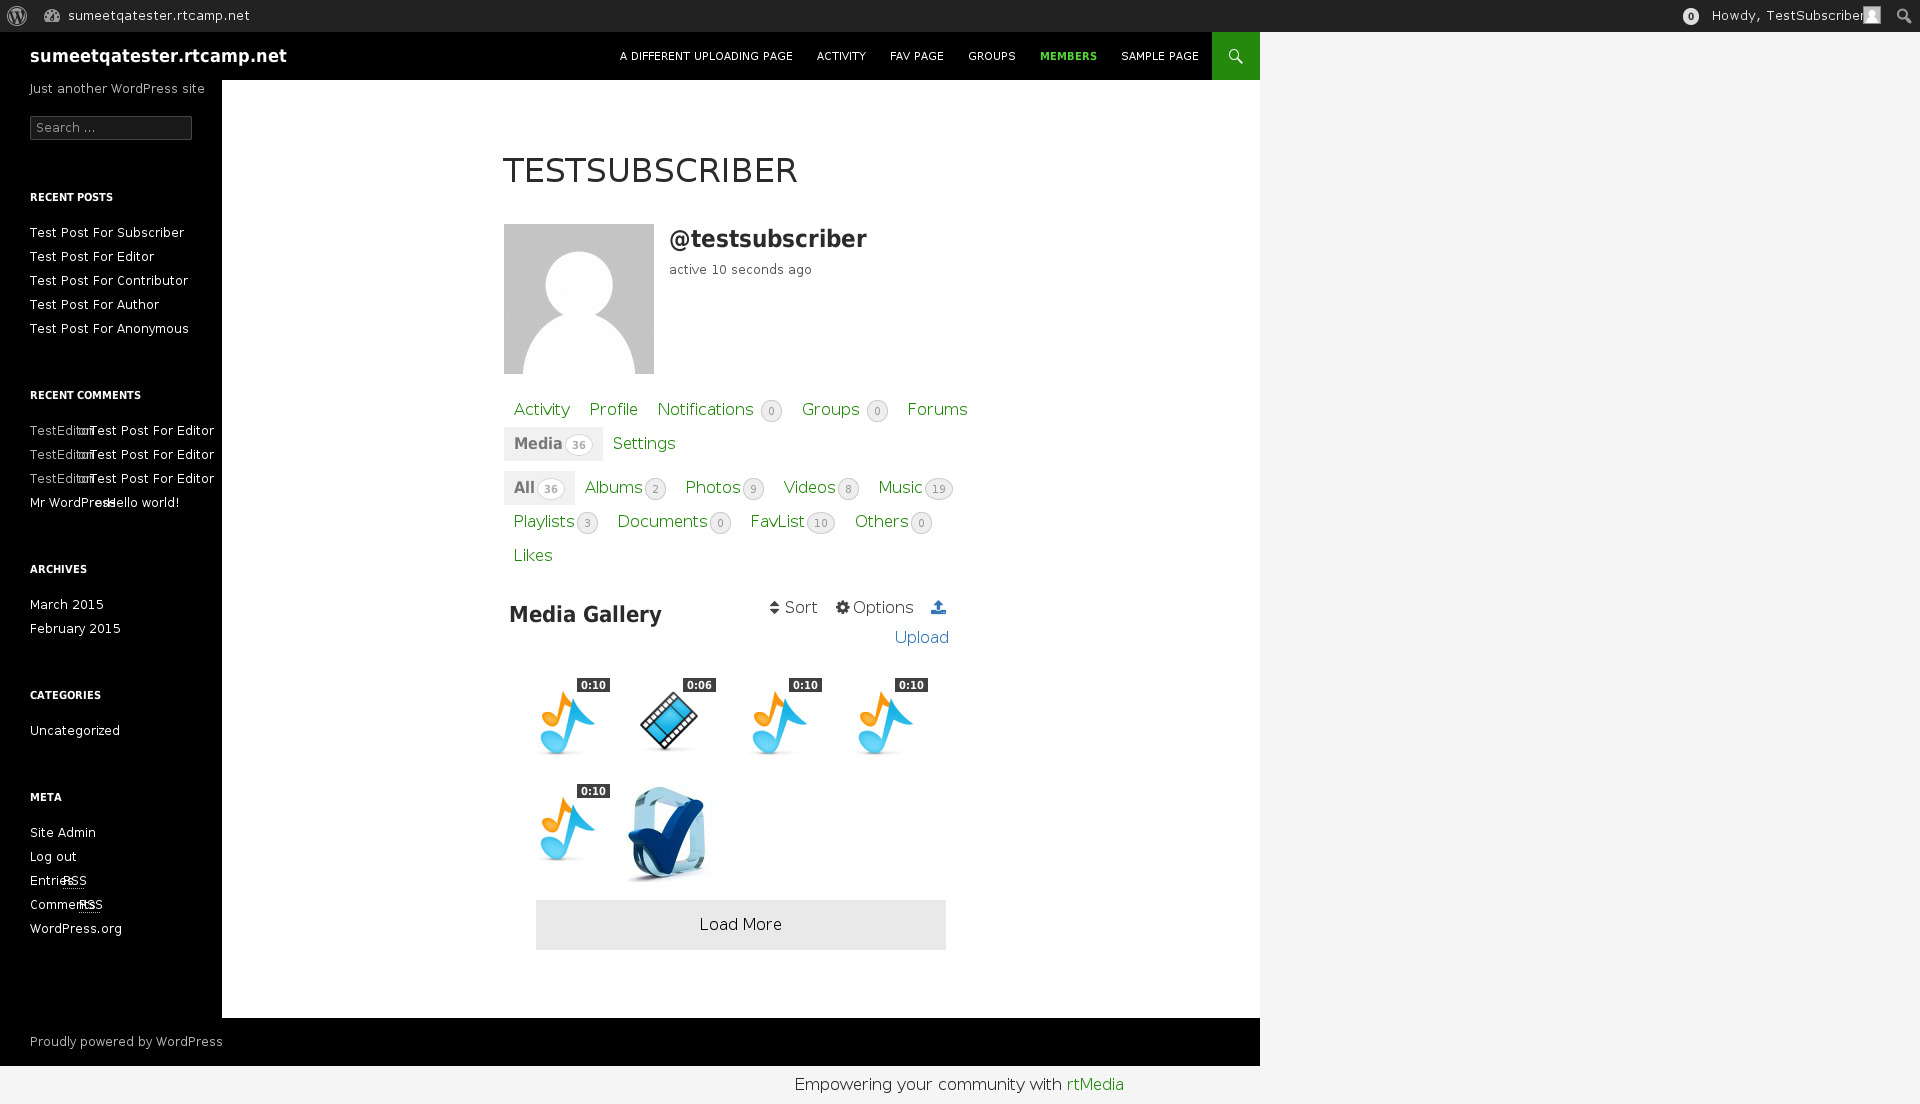 sumeetqatester.rtcamp.net
0
Howdy, TestSubscriber
sumeetqatester.rtcamp.net
A DIFFERENT UPLOADING PAGE ACTIVITY FAV PAGE GROUPS MEMBERS SAMPLE PAGE
Just another WordPress site
Search ...
RECENT POSTS
Test Post For Subscriber
Test Post For Editor
Test Post For Contributor
Test Post For Author
Test Post For Anonymous
RECENT COMMENTS
TestEditor on Test Post For Editor
TestEditor on Test Post For Editor
TestEditor on Test Post For Editor
Mr WordPress on Hello world!
ARCHIVES
March 2015
February 2015
CATEGORIES
Uncategorized
META
Site Admin
Log out
Entries RSS
Comments RSS
WordPress.org
TESTSUBSCRIBER
@testsubscriber
active 10 seconds ago
Activity Profile Notifications 0 Groups 0 Forums
Media 36 Settings
All 36 Albums 2 Photos 9 Videos 8 Music 19
Playlists 3 Documents 0 FavList 10 Others 0
Likes
Media Gallery
Sort Options
Upload
0:10 0:06 0:10 0:10
0:10
Load More
Proudly powered by WordPress
Empowering your community with rtMedia